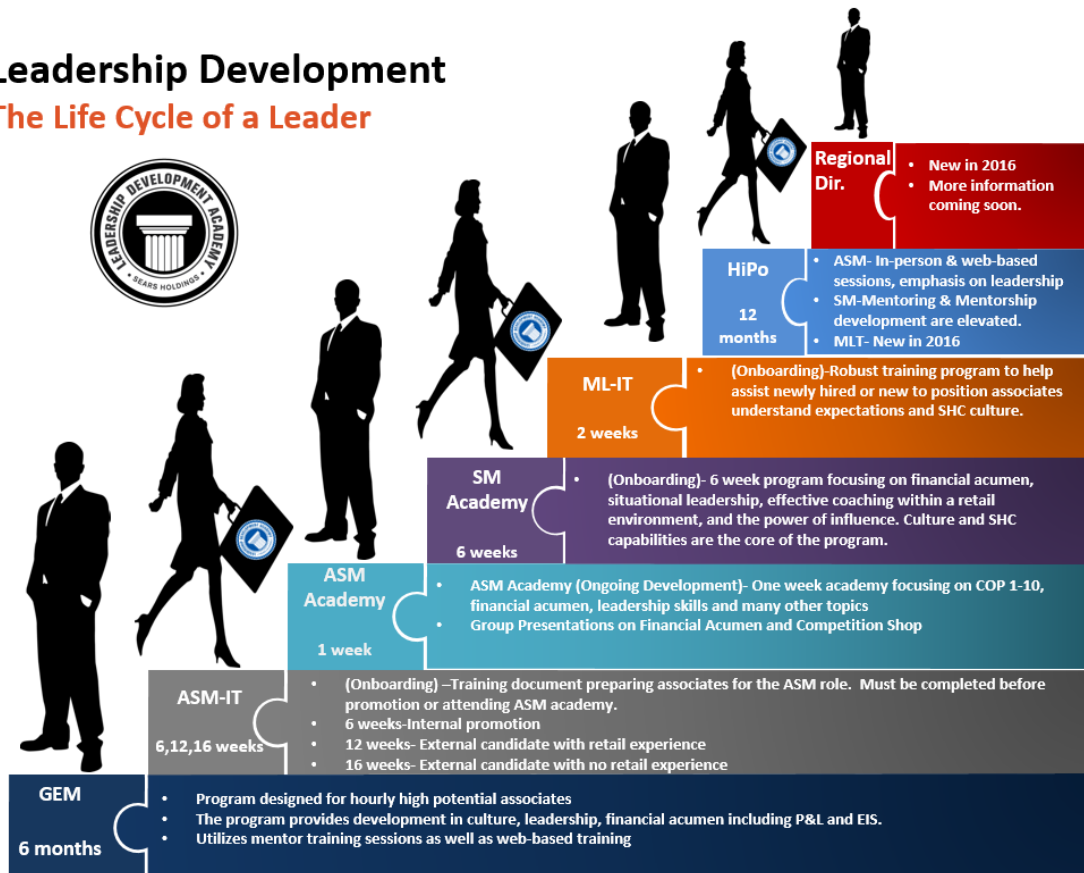 Leadership Development
The Life Cycle of a Leader
LEADERSHIP DEVELOPMENT ACADEMY
• SEARS HOLDINGS •
Regional
Dir.
• New in 2016
• More information
coming soon.
HiPo
12
months
• ASM- In-person & web-based
sessions, emphasis on leadership
• SM-Mentoring & Mentorship
development are elevated.
• MLT- New in 2016
ML-IT
2 weeks
• (Onboarding)-Robust training program to help
assist newly hired or new to position associates
understand expectations and SHC culture.
SM
Academy
6 weeks
• (Onboarding)- 6 week program focusing on financial acumen,
situational leadership, effective coaching within a retail
environment, and the power of influence. Culture and SHC
capabilities are the core of the program.
ASM
Academy
1 week
• ASM Academy (Ongoing Development)- One week academy focusing on COP 1-10,
financial acumen, leadership skills and many other topics
• Group Presentations on Financial Acumen and Competition Shop
ASM-IT
6,12,16 weeks
• (Onboarding) –Training document preparing associates for the ASM role.  Must be completed before
promotion or attending ASM academy.
• 6 weeks-Internal promotion
• 12 weeks- External candidate with retail experience
• 16 weeks- External candidate with no retail experience
GEM
6 months
• Program designed for hourly high potential associates
• The program provides development in culture, leadership, financial acumen including P&L and EIS.
• Utilizes mentor training sessions as well as web-based training